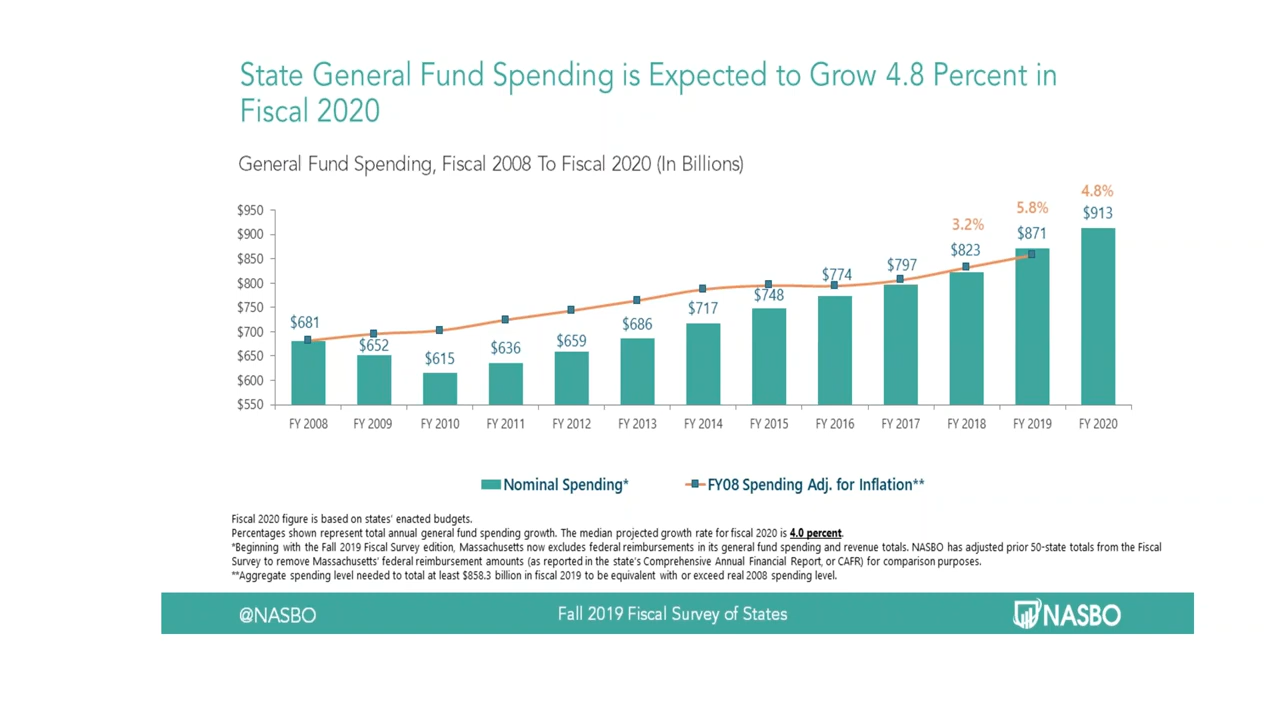 State General Fund Spending is Expected to Grow 4.8 Percent in
Fiscal 2020
General Fund Spending, Fiscal 2008 To Fiscal 2020 (In Billions)
$950
$900
$850
$800
$750
$700
$650
$600
$550
$681
$652
$615
$636
$659
$686
$717
$748
$774
$797
3.2%
$823
5.8%
$871
4.8%
$913
FY 2008 FY 2009 FY 2010 FY 2011 FY 2012 FY 2013 FY 2014 FY 2015 FY 2016 FY 2017 FY 2018 FY 2019 FY 2020
Nominal Spending* FY08 Spending Adj. for Inflation**
Fiscal 2020 figure is based on states' enacted budgets.
Percentages shown represent total annual general fund spending growth. The median projected growth rate for fiscal 2020 is 4.0 percent.
*Beginning with the Fall 2019 Fiscal Survey edition, Massachusetts now excludes federal reimbursements in its general fund spending and revenue totals. NASBO has adjusted prior 50-state totals from the Fiscal
Survey to remove Massachusetts' federal reimbursement amounts (as reported in the state's Comprehensive Annual Financial Report, or CAFR) for comparison purposes.
**Aggregate spending level needed to total at least $858.3 billion in fiscal 2019 to be equivalent with or exceed real 2008 spending level.
@NASBO Fall 2019 Fiscal Survey of States NASBO